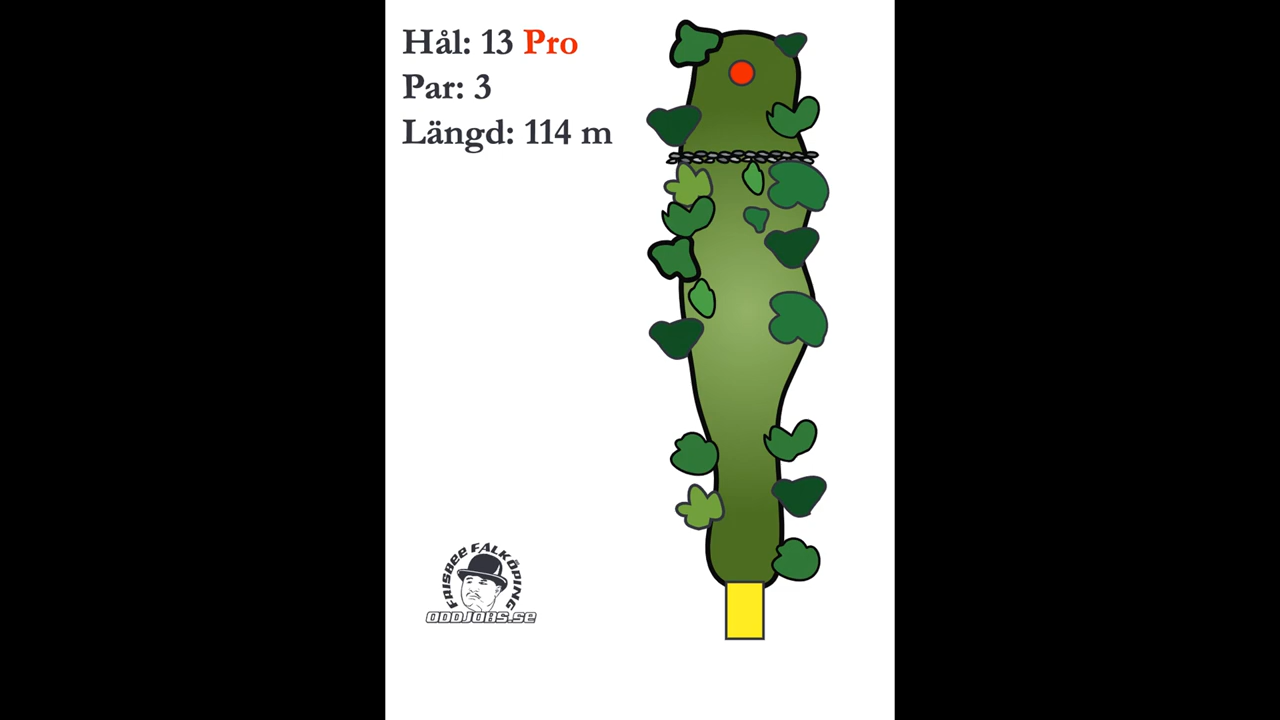 Hål: 13 Pro
Par: 3
Längd: 114 m
FRISBEE FALKÖPING
ODDJOBS.SE